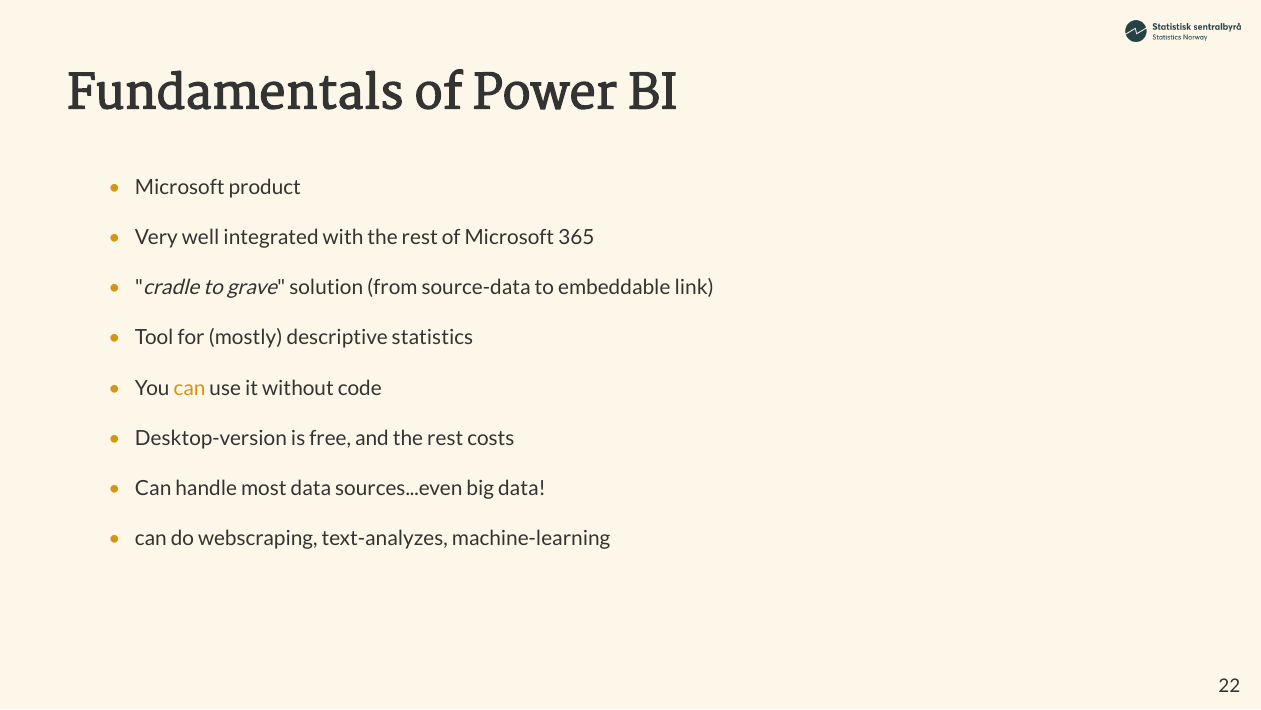 Statistisk sentralbyrå
Statistics Norway
Fundamentals of Power BI
• Microsoft product
• Very well integrated with the rest of Microsoft 365
• "cradle to grave" solution (from source-data to embeddable link)
• Tool for (mostly) descriptive statistics
• You can use it without code
• Desktop-version is free, and the rest costs
• Can handle most data sources...even big data!
• can do webscraping, text-analyzes, machine-learning
22